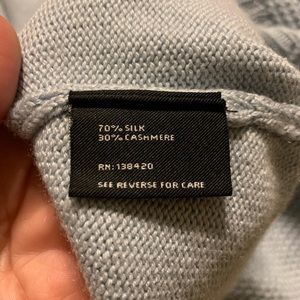 70% SILK
30% CASHMERE
RN: 138420
SEE REVERSE FOR CARE